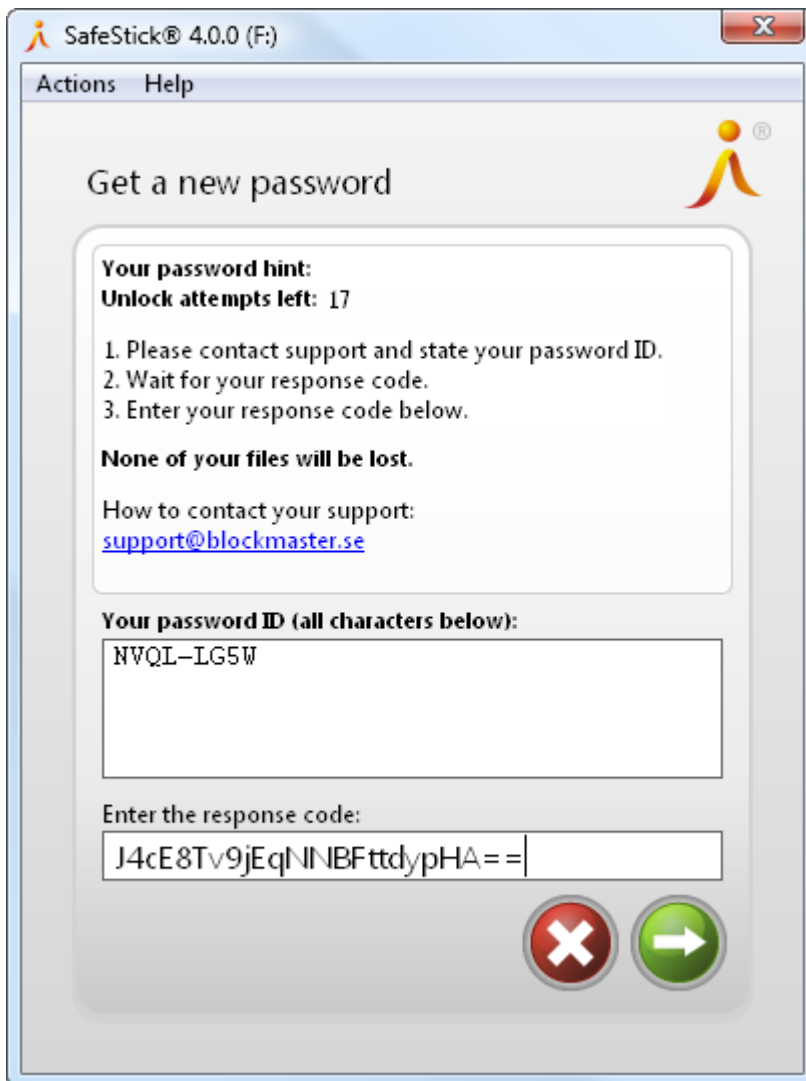 SafeStick® 4.0.0 (F:)
Actions Help
®
Get a new password
Your password hint:
Unlock attempts left: 17
1. Please contact support and state your password ID.
2. Wait for your response code.
3. Enter your response code below.
None of your files will be lost.
How to contact your support:
support@blockmaster.se
Your password ID (all characters below):
NVQL-LG5W
Enter the response code:
J4cE8Tv9jEqNNBFttdypHA==